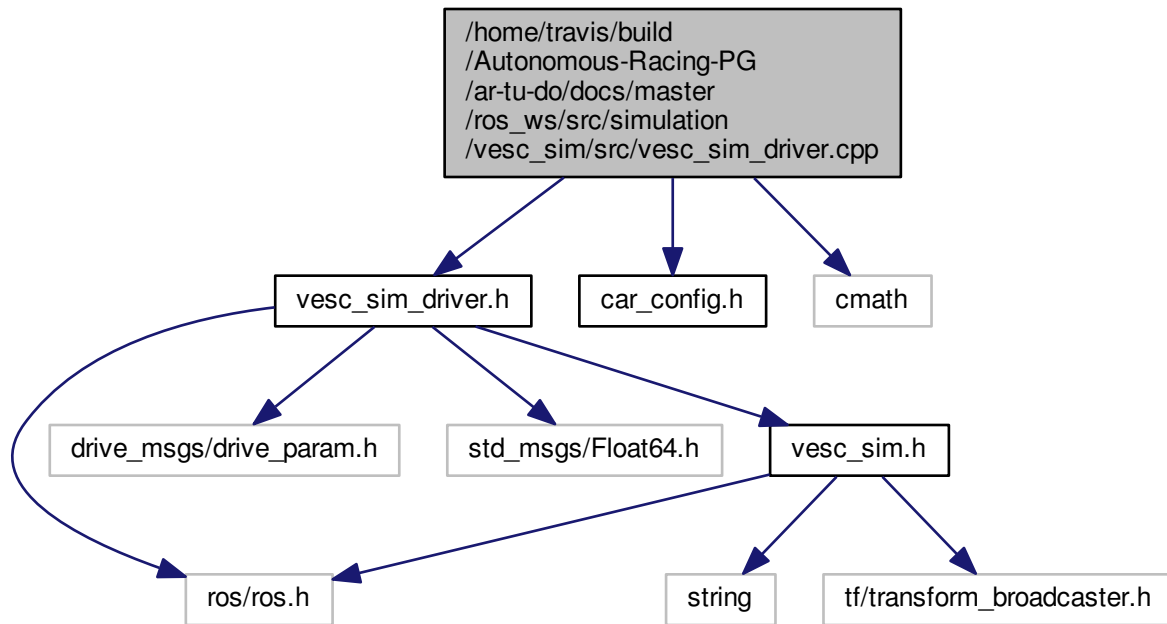 /home/travis/build
/Autonomous-Racing-PG
/ar-tu-do/docs/master
/ros_ws/src/simulation
/vesc_sim/src/vesc_sim_driver.cpp
vesc_sim_driver.h
car_config.h
cmath
drive_msgs/drive_param.h
std_msgs/Float64.h
vesc_sim.h
ros/ros.h
string
tf/transform_broadcaster.h